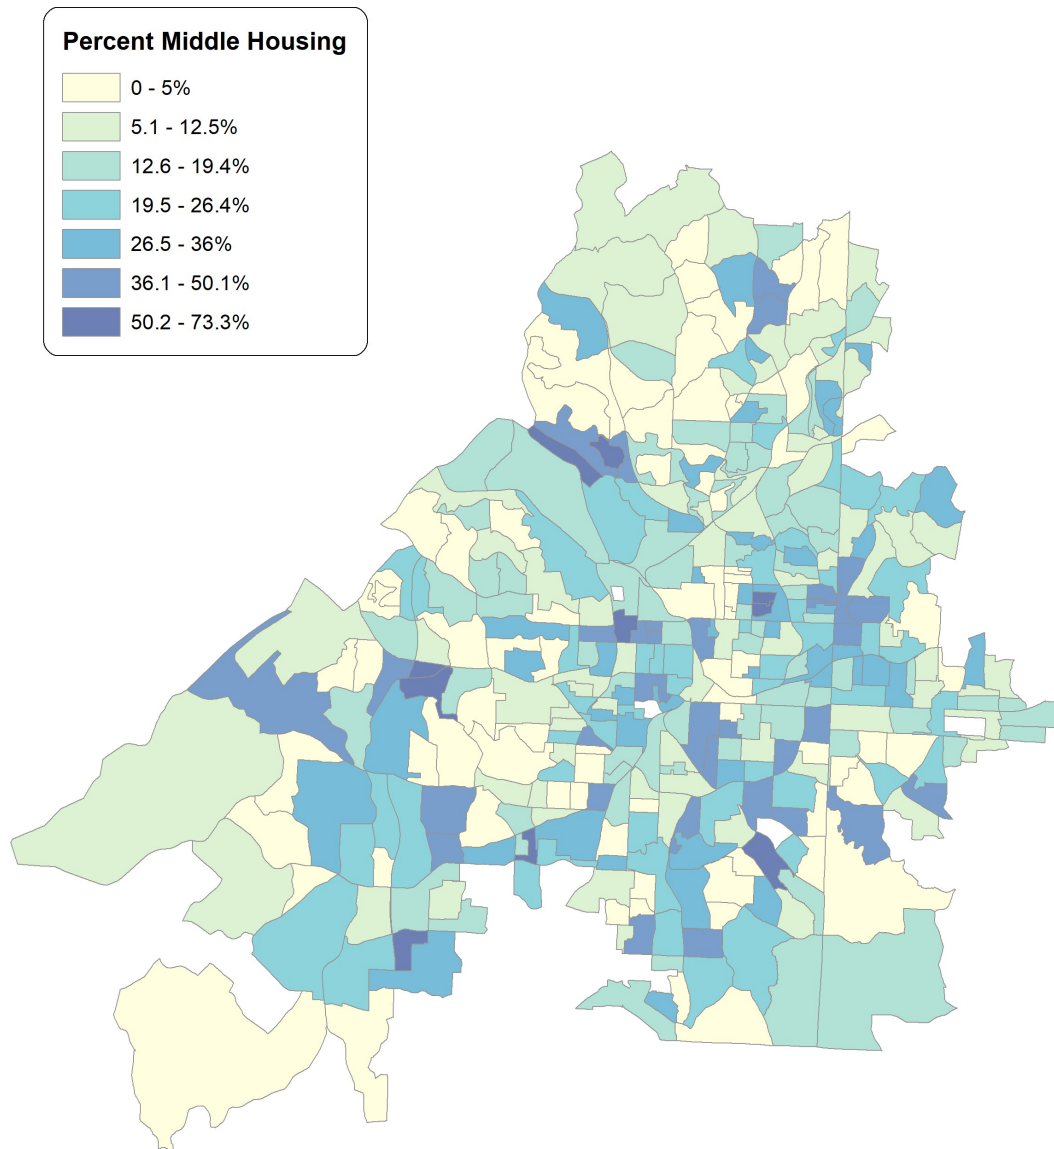 Percent Middle Housing
0 - 5%
5.1 - 12.5%
12.6 - 19.4%
19.5 - 26.4%
26.5 - 36%
36.1 - 50.1%
50.2 - 73.3%